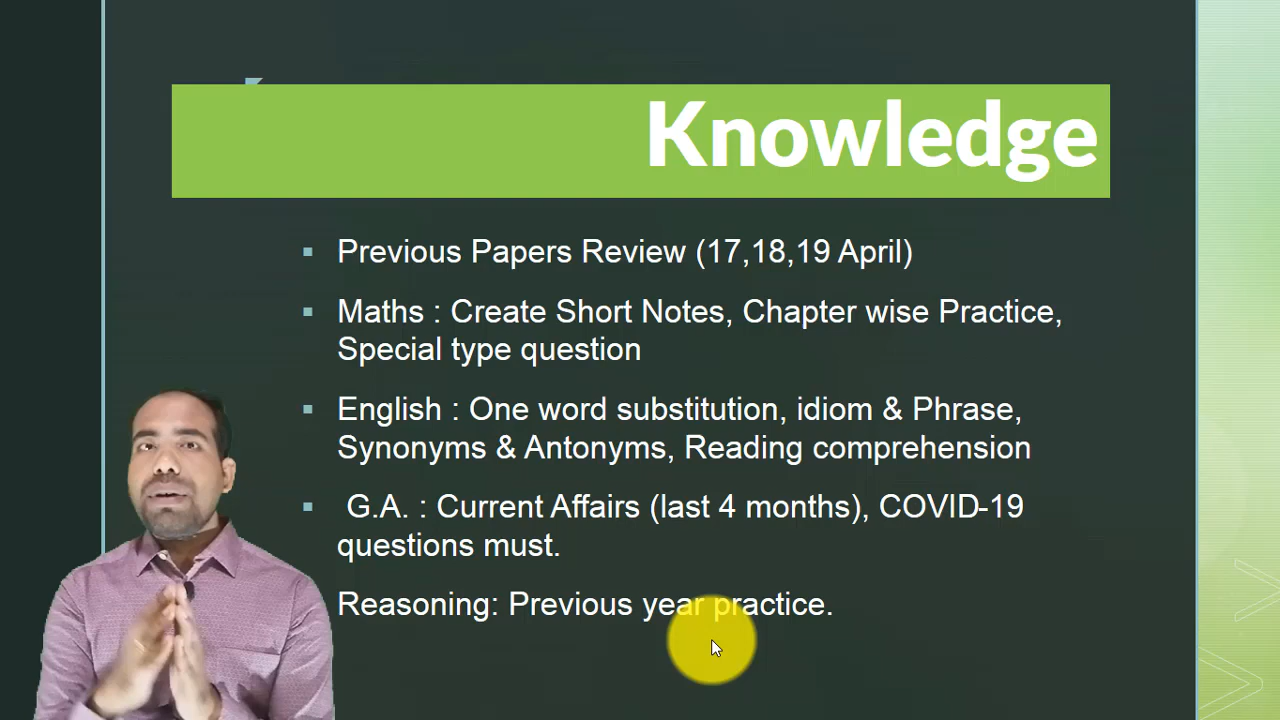 Knowledge
Previous Papers Review (17,18,19 April)
Maths : Create Short Notes, Chapter wise Practice,
Special type question
English : One word substitution, idiom & Phrase,
Synonyms & Antonyms, Reading comprehension
G.A. : Current Affairs (last 4 months), COVID-19
questions must.
Reasoning: Previous year practice.